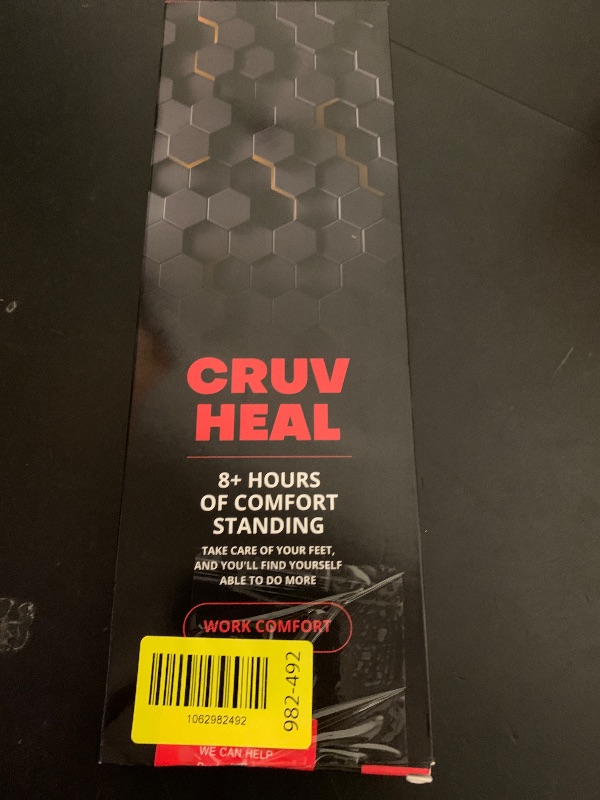 CRUV
HEAL
8+ HOURS
OF COMFORT
STANDING
TAKE CARE OF YOUR FEET,
AND YOU'LL FIND YOURSELF
ABLE TO DO MORE
WORK COMFORT
1062982492
982-492
WE CAN HELP